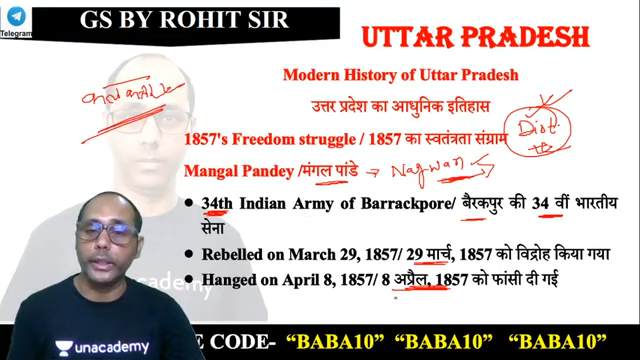 Telegram
GS BY ROHIT SIR
UTTAR PRADESH
Modern History of Uttar Pradesh
उत्तर प्रदेश का आधुनिक इतिहास
1857's Freedom struggle / 1857 का स्वतंत्रता संग्राम
Dist.
Mangal Pandey/मंगल पांडे → Nagwan
• 34th Indian Army of Barrackpore/ बैरकपुर की 34 वीं भारतीय
सेना
• Rebelled on March 29, 1857/ 29 मार्च, 1857 को विद्रोह किया गया
• Hanged on April 8, 1857/ 8 अप्रैल, 1857 को फांसी दी गई
unacademy
E CODE- “BABA10” “BABA10” “BABA10”